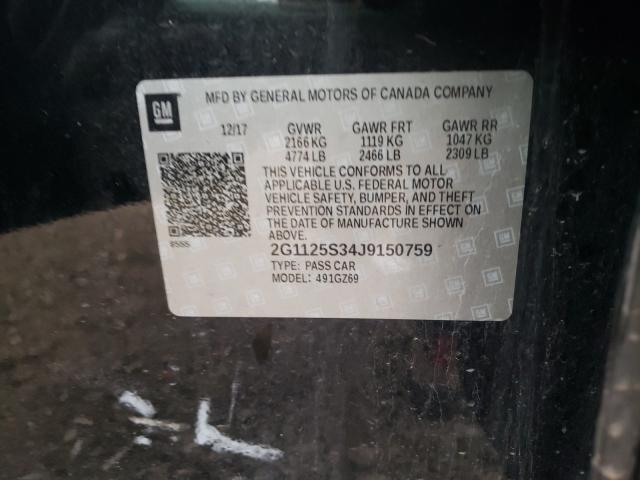 GM
MFD BY GENERAL MOTORS OF CANADA COMPANY
12/17 GVWR GAWR FRT GAWR RR
2166 KG 1119 KG 1047 KG
4774 LB 2466 LB 2309 LB
THIS VEHICLE CONFORMS TO ALL
APPLICABLE U.S. FEDERAL MOTOR
VEHICLE SAFETY, BUMPER, AND THEFT
PREVENTION STANDARDS IN EFFECT ON
THE DATE OF MANUFACTURE SHOWN
ABOVE.
2G1125S34J9150759
TYPE: PASS CAR
MODEL: 491GZ69